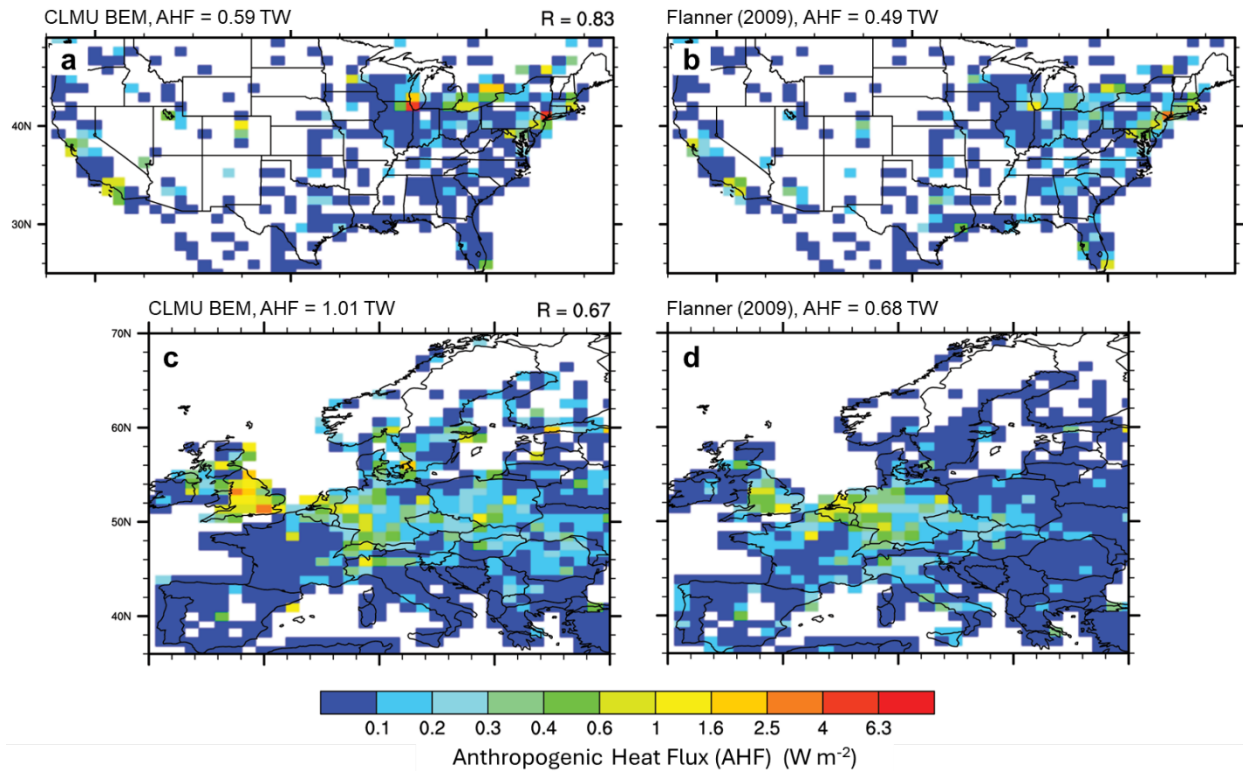 CLMU BEM, AHF = 0.59 TW R = 0.83
Flanner (2009), AHF = 0.49 TW
a
b
40N
30N
CLMU BEM, AHF = 1.01 TW R = 0.67
Flanner (2009), AHF = 0.68 TW
70N
c
d
60N
50N
40N
0.1 0.2 0.3 0.4 0.6 1 1.6 2.5 4 6.3
Anthropogenic Heat Flux (AHF) (W m⁻²)